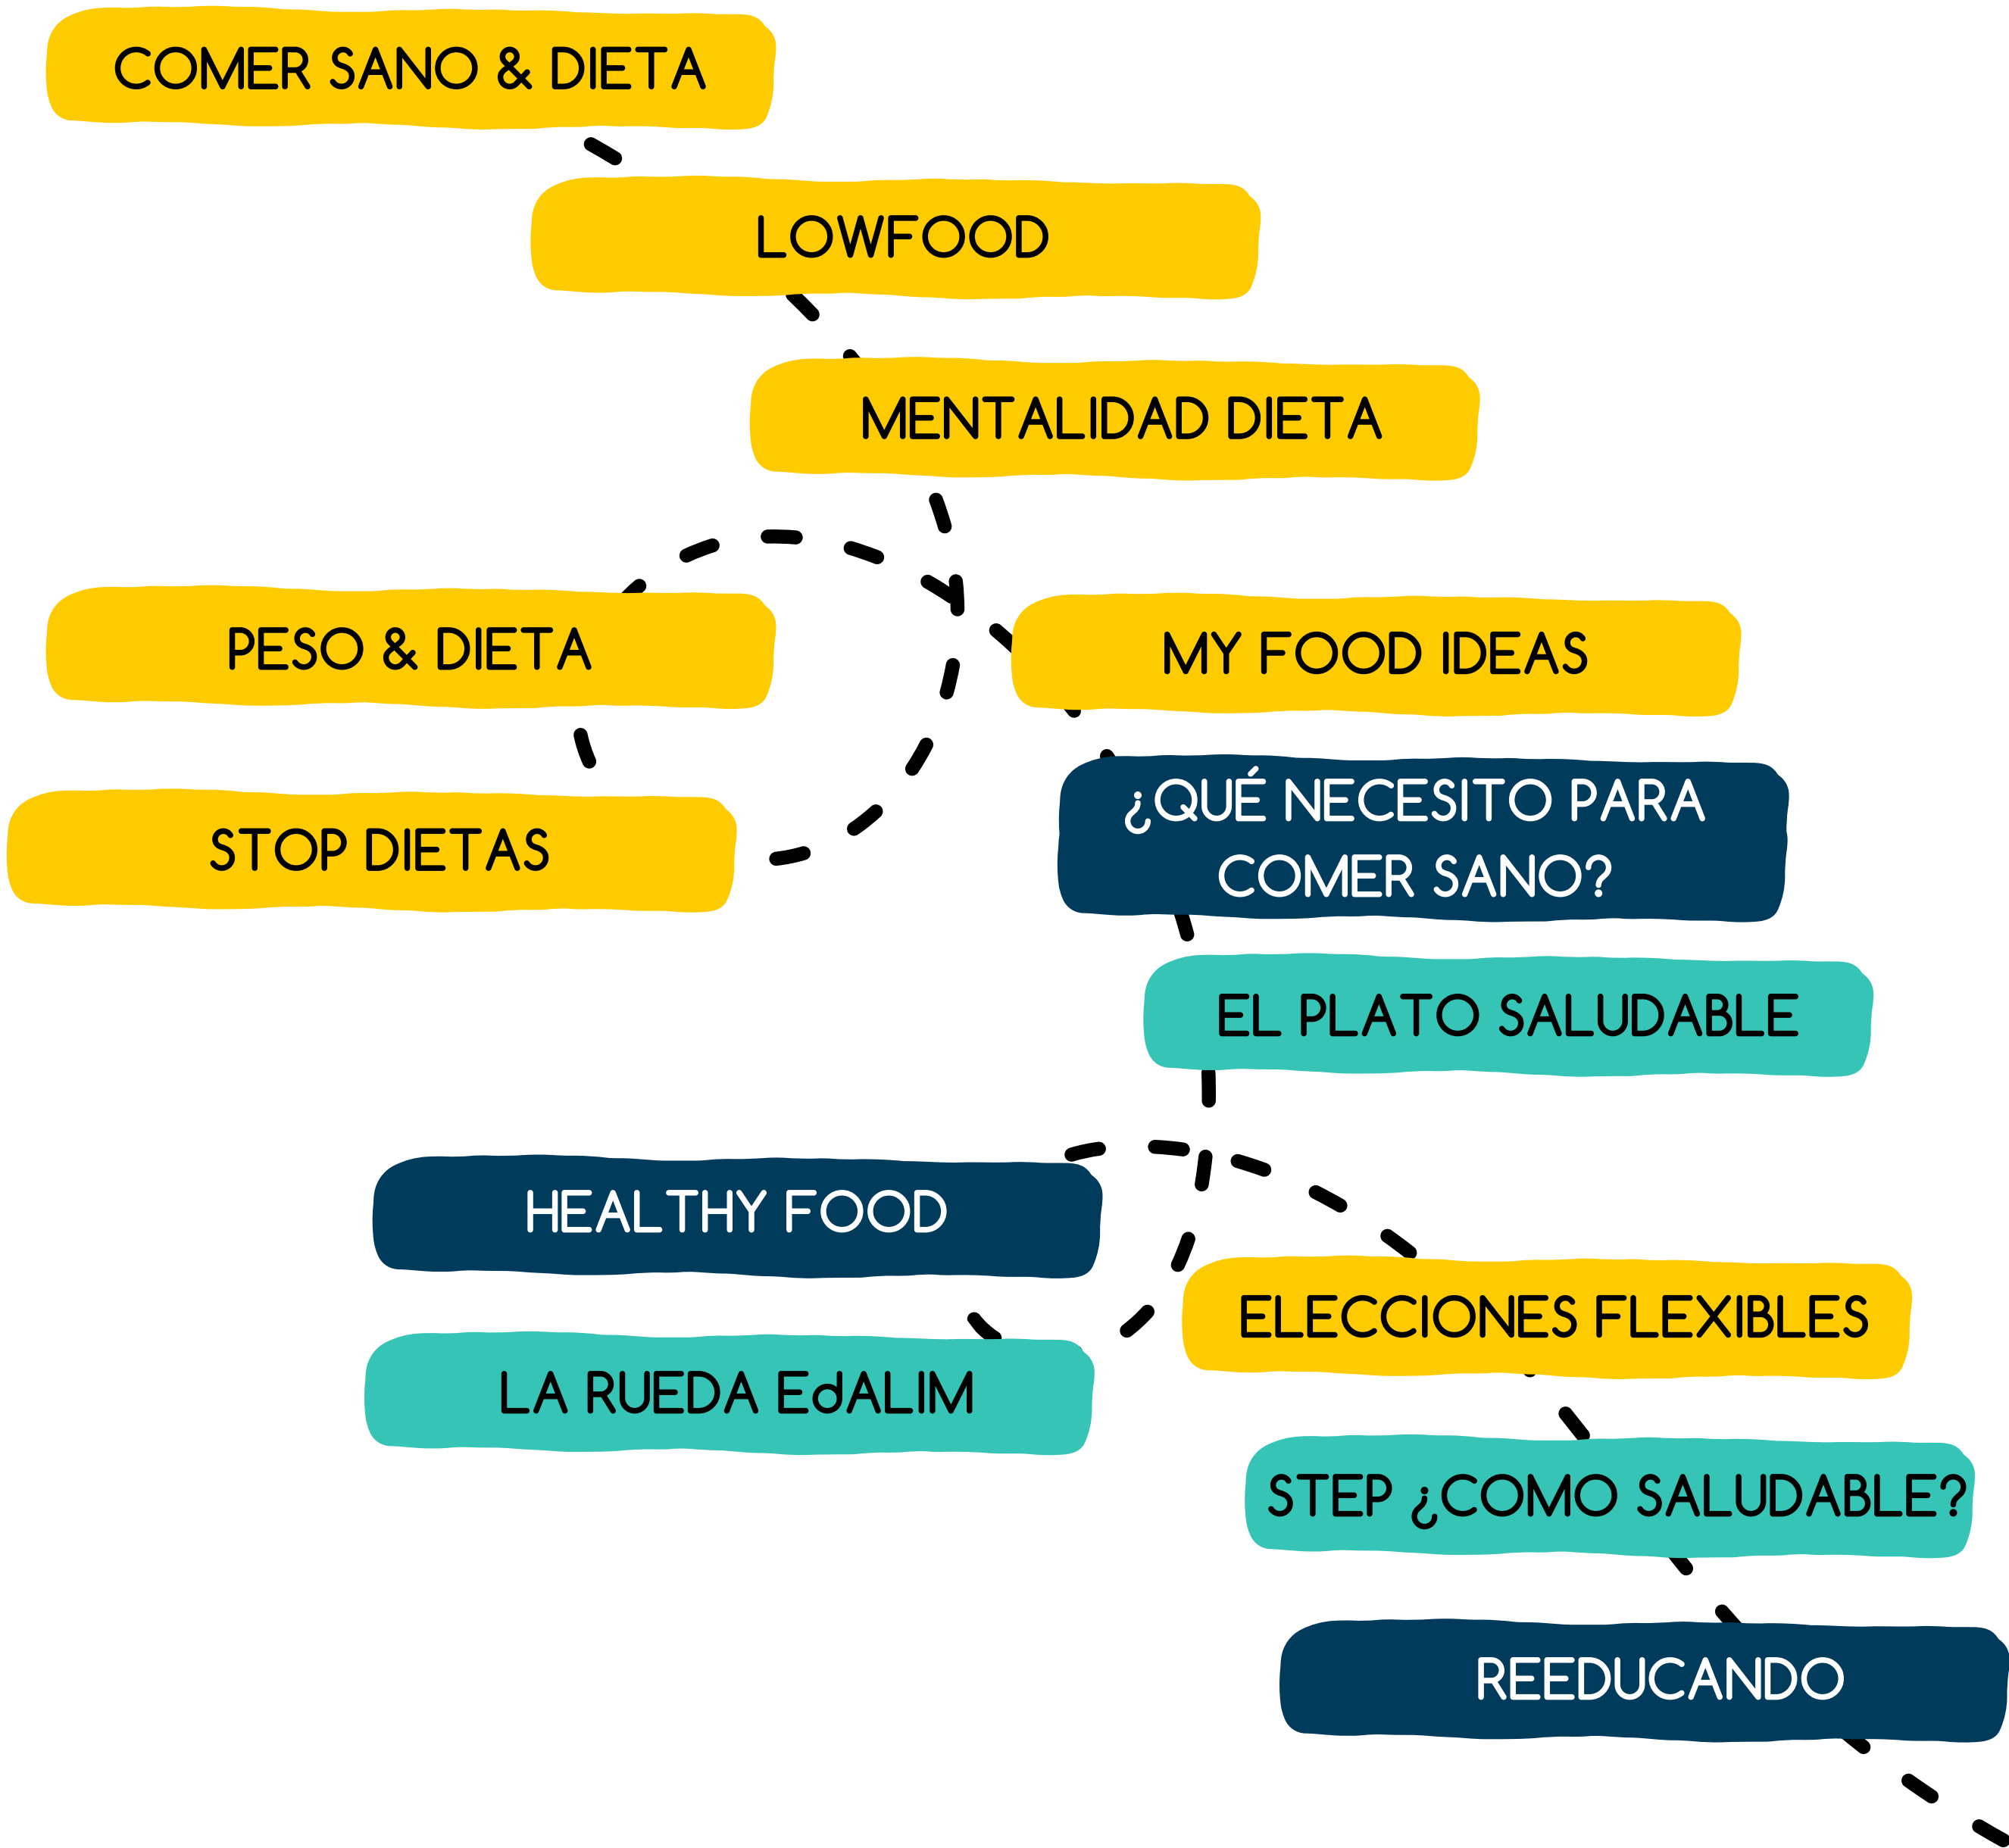 COMER SANO & DIETA
LOWFOOD
MENTALIDAD DIETA
PESO & DIETA
MY FOOD IDEAS
STOP DIETAS
¿QUÉ NECESITO PARA
COMER SANO?
EL PLATO SALUDABLE
HEALTHY FOOD
ELECCIONES FLEXIBLES
LA RUEDA EdALIM
STEP ¿COMO SALUDABLE?
REEDUCANDO